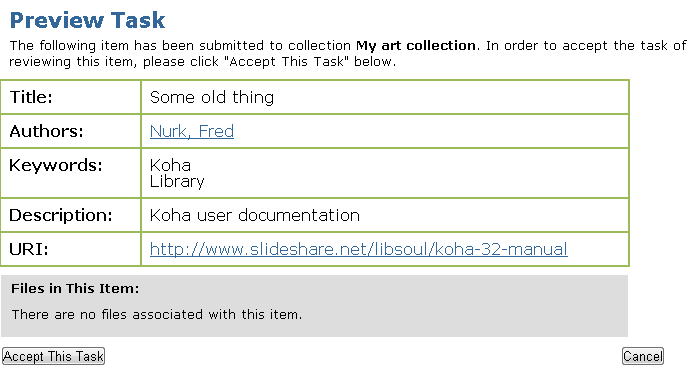 Preview Task
The following item has been submitted to collection My art collection. In order to accept the task of
reviewing this item, please click "Accept This Task" below.
Title: Some old thing
Authors: Nurk, Fred
Keywords: Koha
Library
Description: Koha user documentation
URI: http://www.slideshare.net/libsoul/koha-32-manual
Files in This Item:
There are no files associated with this item.
Accept This Task Cancel